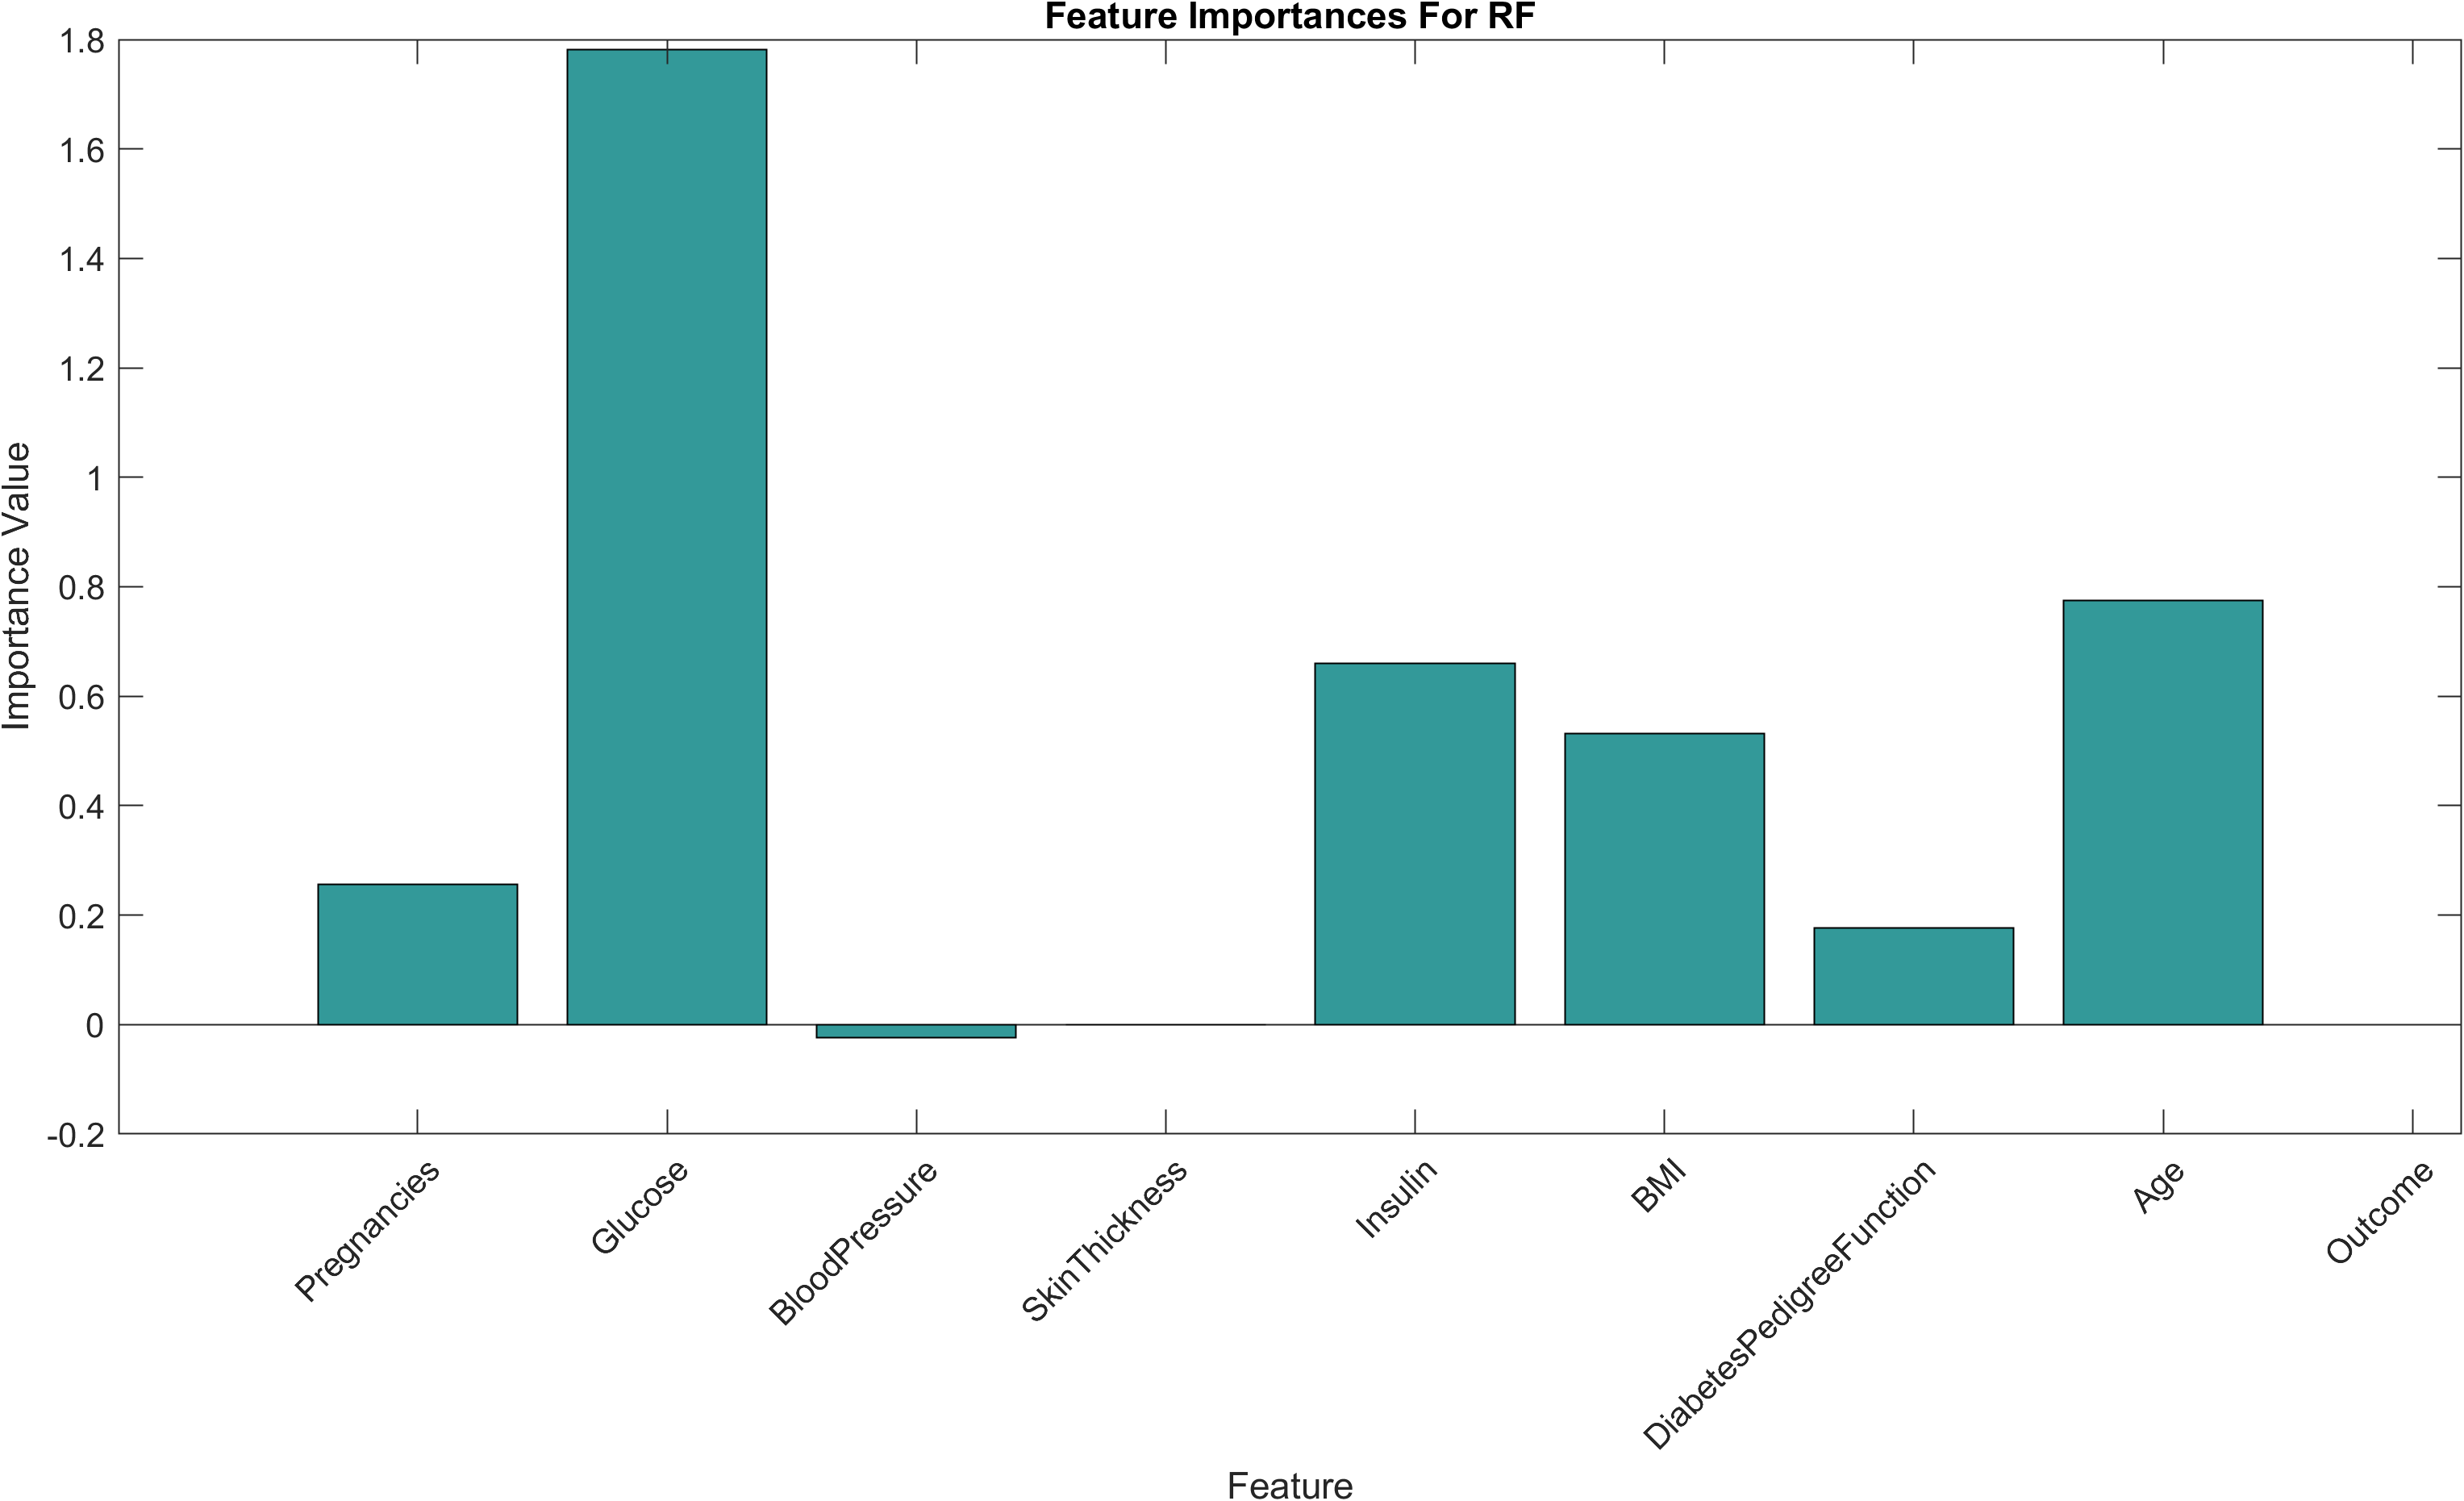 Feature Importances For RF
1.8
1.6
1.4
1.2
1
0.8
0.6
0.4
0.2
0
-0.2
Importance Value
Pregnancies
Glucose
BloodPressure
SkinThickness
Insulin
BMI
DiabetesPedigreeFunction
Age
Outcome
Feature